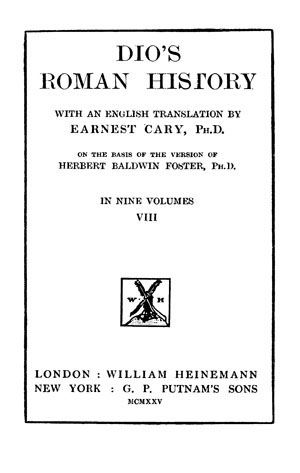 DIO'S
ROMAN HISTORY
WITH AN ENGLISH TRANSLATION BY
EARNEST CARY, PH.D.
ON THE BASIS OF THE VERSION OF
HERBERT BALDWIN FOSTER, PH.D.
IN NINE VOLUMES
VIII
W H
LONDON : WILLIAM HEINEMANN
NEW YORK : G. P. PUTNAM'S SONS
MCMXXV